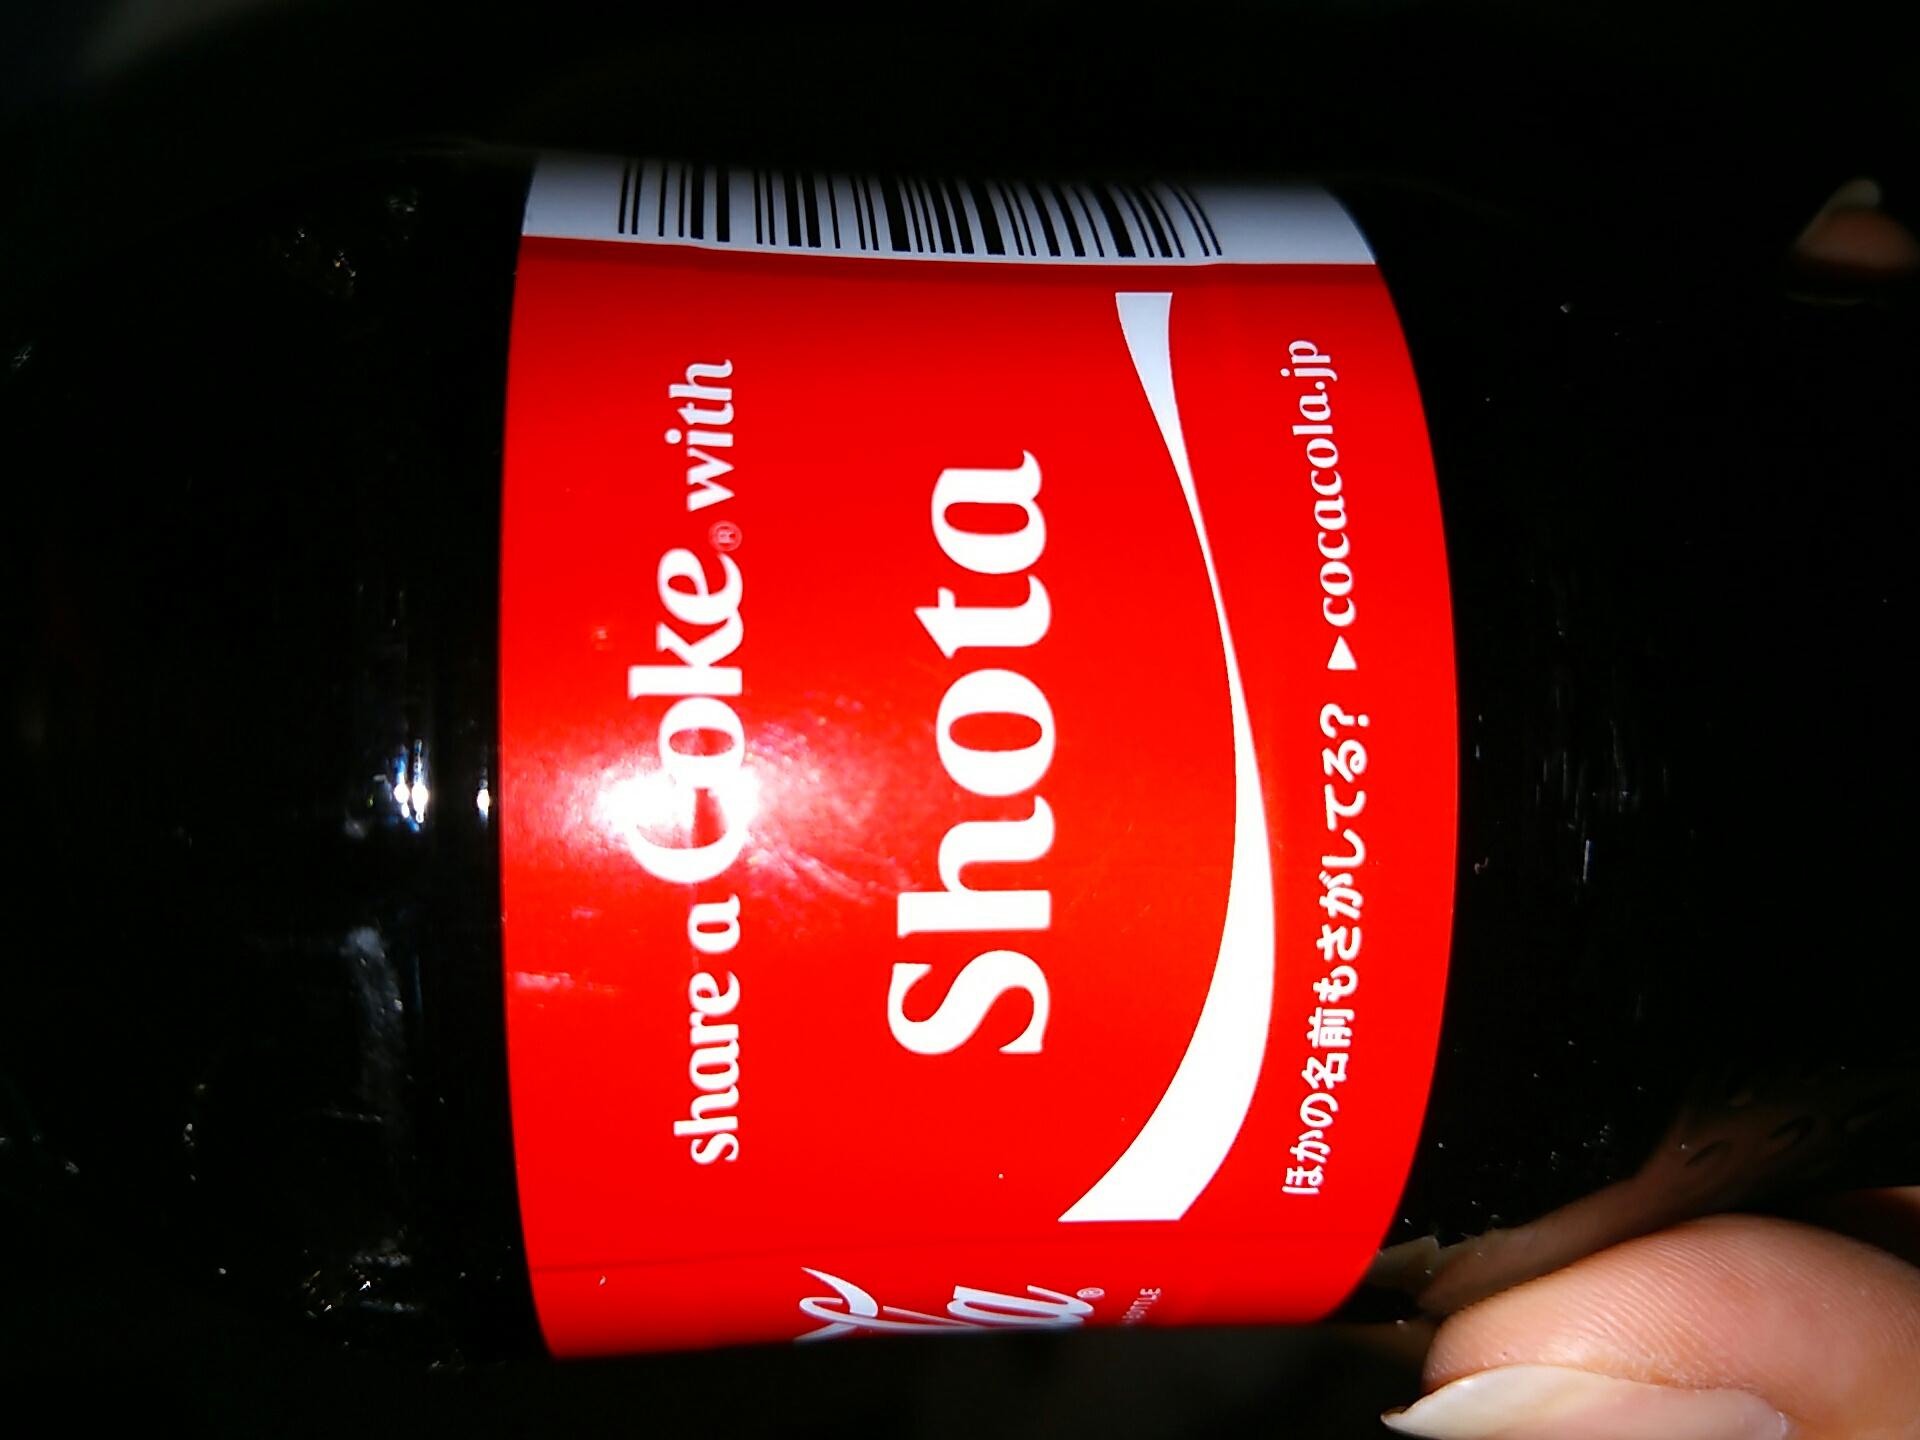 share a Coke® with
Shota
ほかの名前もさがしてる? ▶cocacola.jp